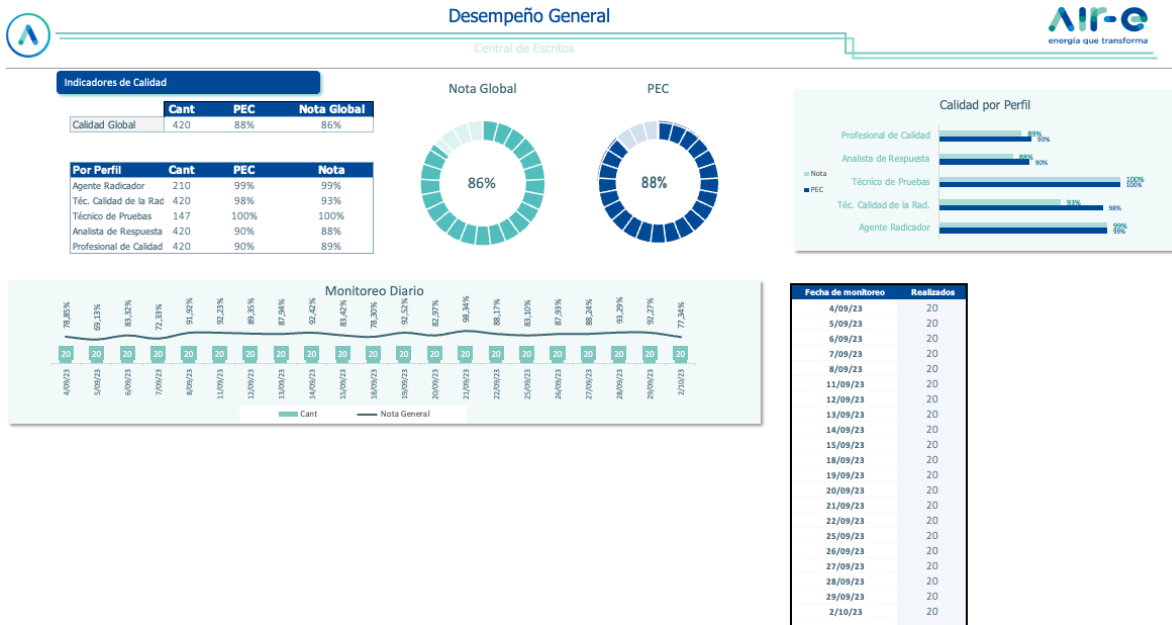 Desempeño General
Central de Escritos
Aır-e
energía que transforma
Indicadores de Calidad
Cant PEC Nota Global
Calidad Global 420 88% 86%
Por Perfil Cant PEC Nota
Agente Radicador 210 99% 99%
Téc. Calidad de la Rad 420 98% 93%
Técnico de Pruebas 147 100% 100%
Analista de Respuesta 420 90% 88%
Profesional de Calidad 420 90% 89%
Nota Global
86%
PEC
88%
Calidad por Perfil
Nota
PEC
Profesional de Calidad 89% 90%
Analista de Respuesta 88% 90%
Técnico de Pruebas 100% 100%
Téc. Calidad de la Rad. 93% 98%
Agente Radicador 99% 99%
Monitoreo Diario
78,85% 69,13% 83,32% 72,33% 91,92% 92,23% 89,35% 87,94% 92,42% 83,42% 78,30% 92,52% 82,97% 98,34% 88,17% 83,10% 87,93% 88,24% 93,29% 92,27% 77,34%
20 20 20 20 20 20 20 20 20 20 20 20 20 20 20 20 20 20 20 20 20
4/09/23 5/09/23 6/09/23 7/09/23 8/09/23 11/09/23 12/09/23 13/09/23 14/09/23 15/09/23 18/09/23 19/09/23 20/09/23 21/09/23 22/09/23 25/09/23 26/09/23 27/09/23 28/09/23 29/09/23 2/10/23
Cant Nota General
Fecha de monitoreo Realizados
4/09/23 20
5/09/23 20
6/09/23 20
7/09/23 20
8/09/23 20
11/09/23 20
12/09/23 20
13/09/23 20
14/09/23 20
15/09/23 20
18/09/23 20
19/09/23 20
20/09/23 20
21/09/23 20
22/09/23 20
25/09/23 20
26/09/23 20
27/09/23 20
28/09/23 20
29/09/23 20
2/10/23 20